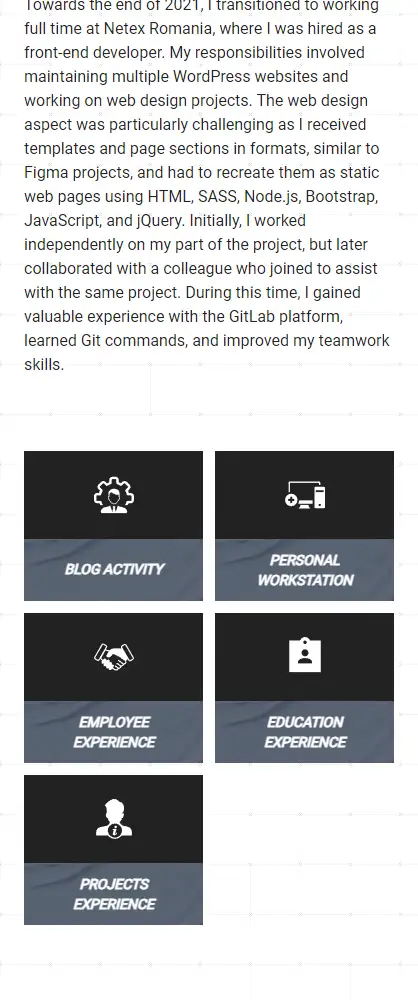 Towards the end of 2021, I transitioned to working
full time at Netex Romania, where I was hired as a
front-end developer. My responsibilities involved
maintaining multiple WordPress websites and
working on web design projects. The web design
aspect was particularly challenging as I received
templates and page sections in formats, similar to
Figma projects, and had to recreate them as static
web pages using HTML, SASS, Node.js, Bootstrap,
JavaScript, and jQuery. Initially, I worked
independently on my part of the project, but later
collaborated with a colleague who joined to assist
with the same project. During this time, I gained
valuable experience with the GitLab platform,
learned Git commands, and improved my teamwork
skills.
BLOG ACTIVITY
PERSONAL
WORKSTATION
EMPLOYEE
EXPERIENCE
EDUCATION
EXPERIENCE
PROJECTS
EXPERIENCE